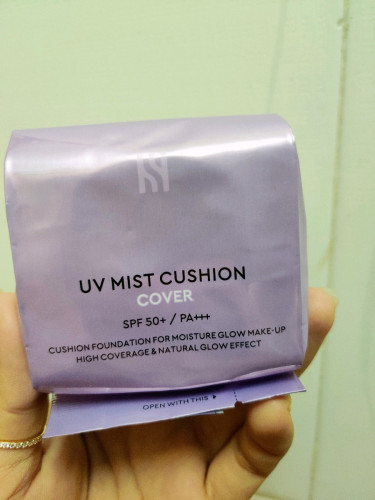 UV MIST CUSHION
COVER
SPF 50+ / PA+++
CUSHION FOUNDATION FOR MOISTURE GLOW MAKE-UP
HIGH COVERAGE & NATURAL GLOW EFFECT
OPEN WITH THIS